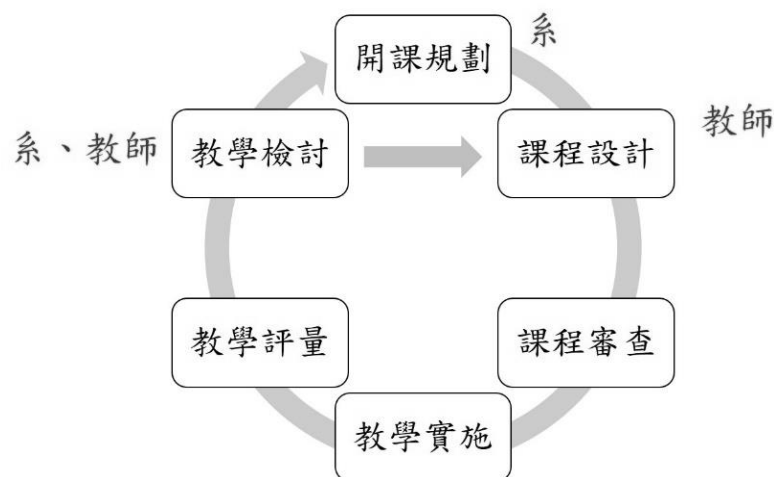 開課規劃
系
系、教師
教學檢討
課程設計
教師
教學評量
課程審查
教學實施